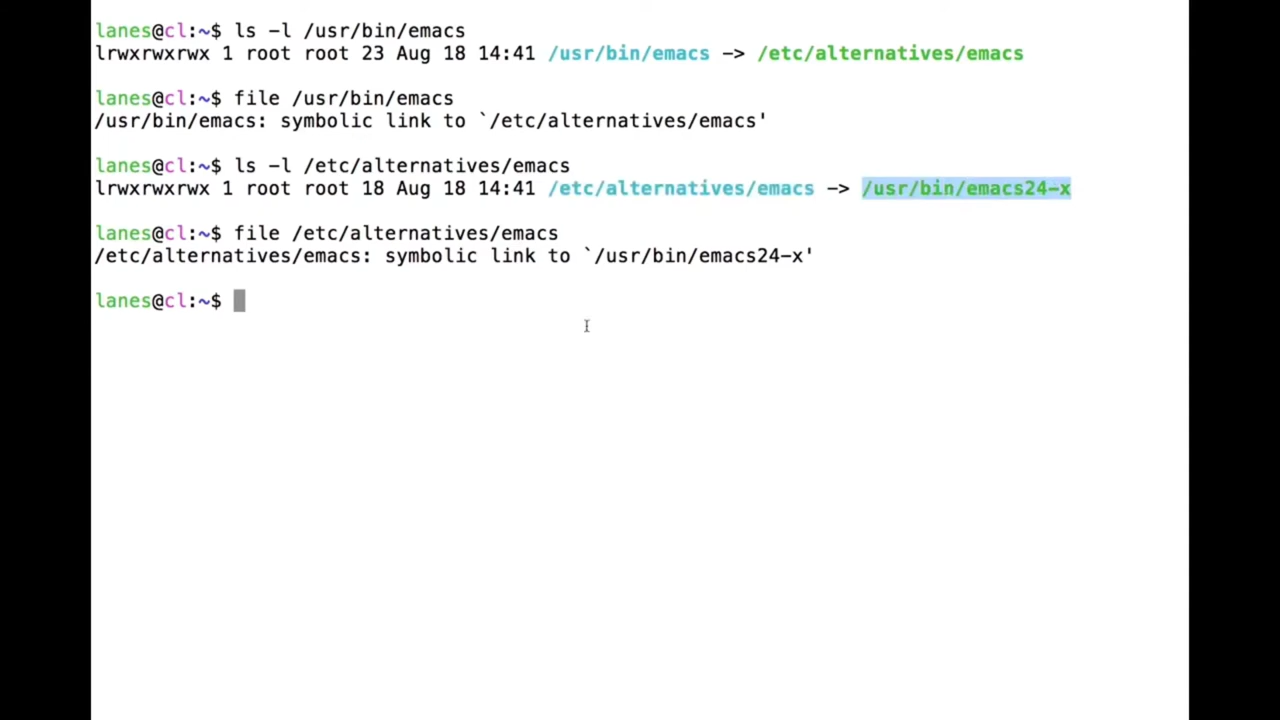 lanes@cl:~$ ls -l /usr/bin/emacs
lrwxrwxrwx 1 root root 23 Aug 18 14:41 /usr/bin/emacs -> /etc/alternatives/emacs
lanes@cl:~$ file /usr/bin/emacs
/usr/bin/emacs: symbolic link to `/etc/alternatives/emacs'
lanes@cl:~$ ls -l /etc/alternatives/emacs
lrwxrwxrwx 1 root root 18 Aug 18 14:41 /etc/alternatives/emacs -> /usr/bin/emacs24-x
lanes@cl:~$ file /etc/alternatives/emacs
/etc/alternatives/emacs: symbolic link to `/usr/bin/emacs24-x'
lanes@cl:~$